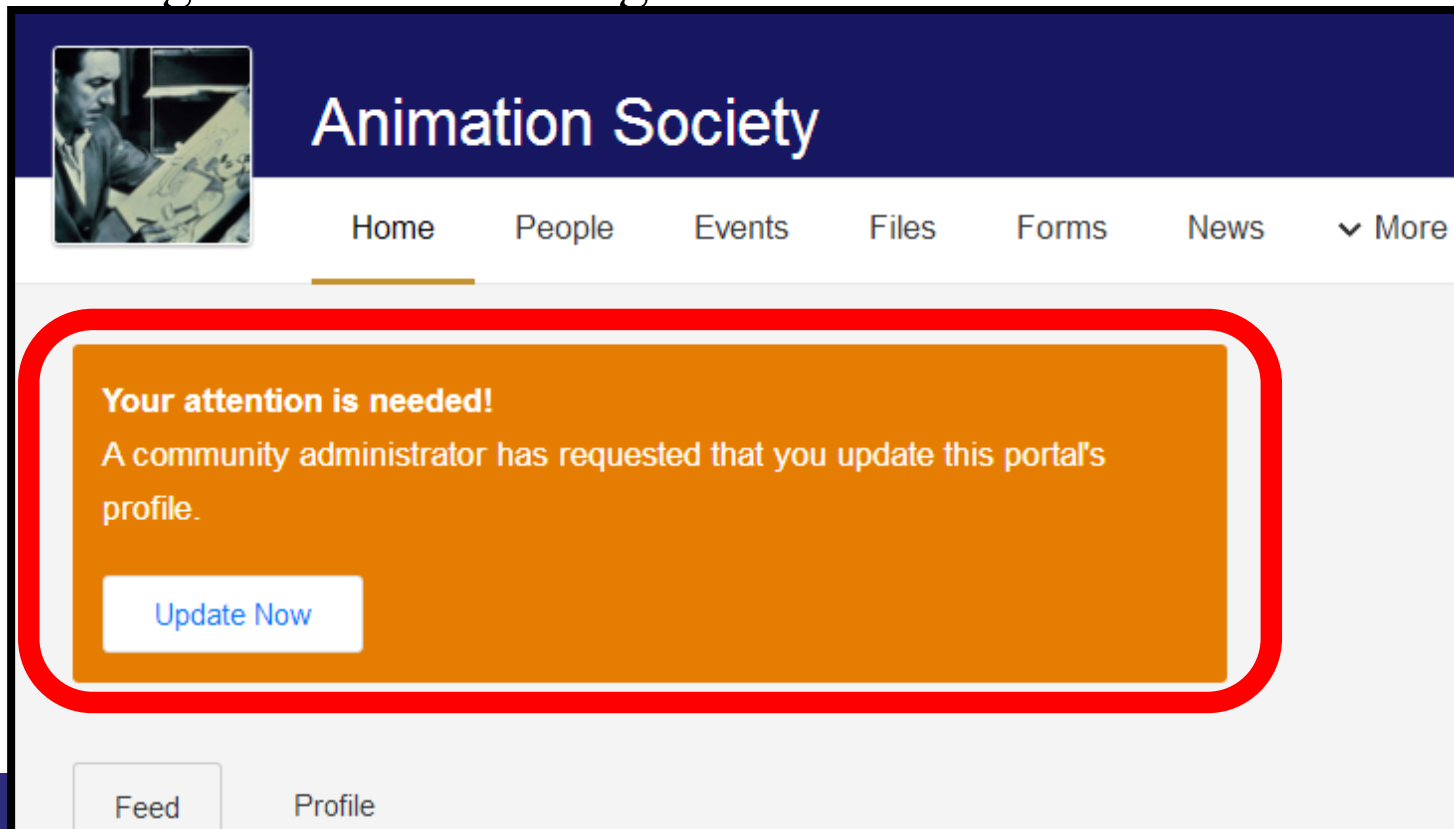 Animation Society
Home People Events Files Forms News More
Your attention is needed!
A community administrator has requested that you update this portal's
profile.
Update Now
Feed Profile